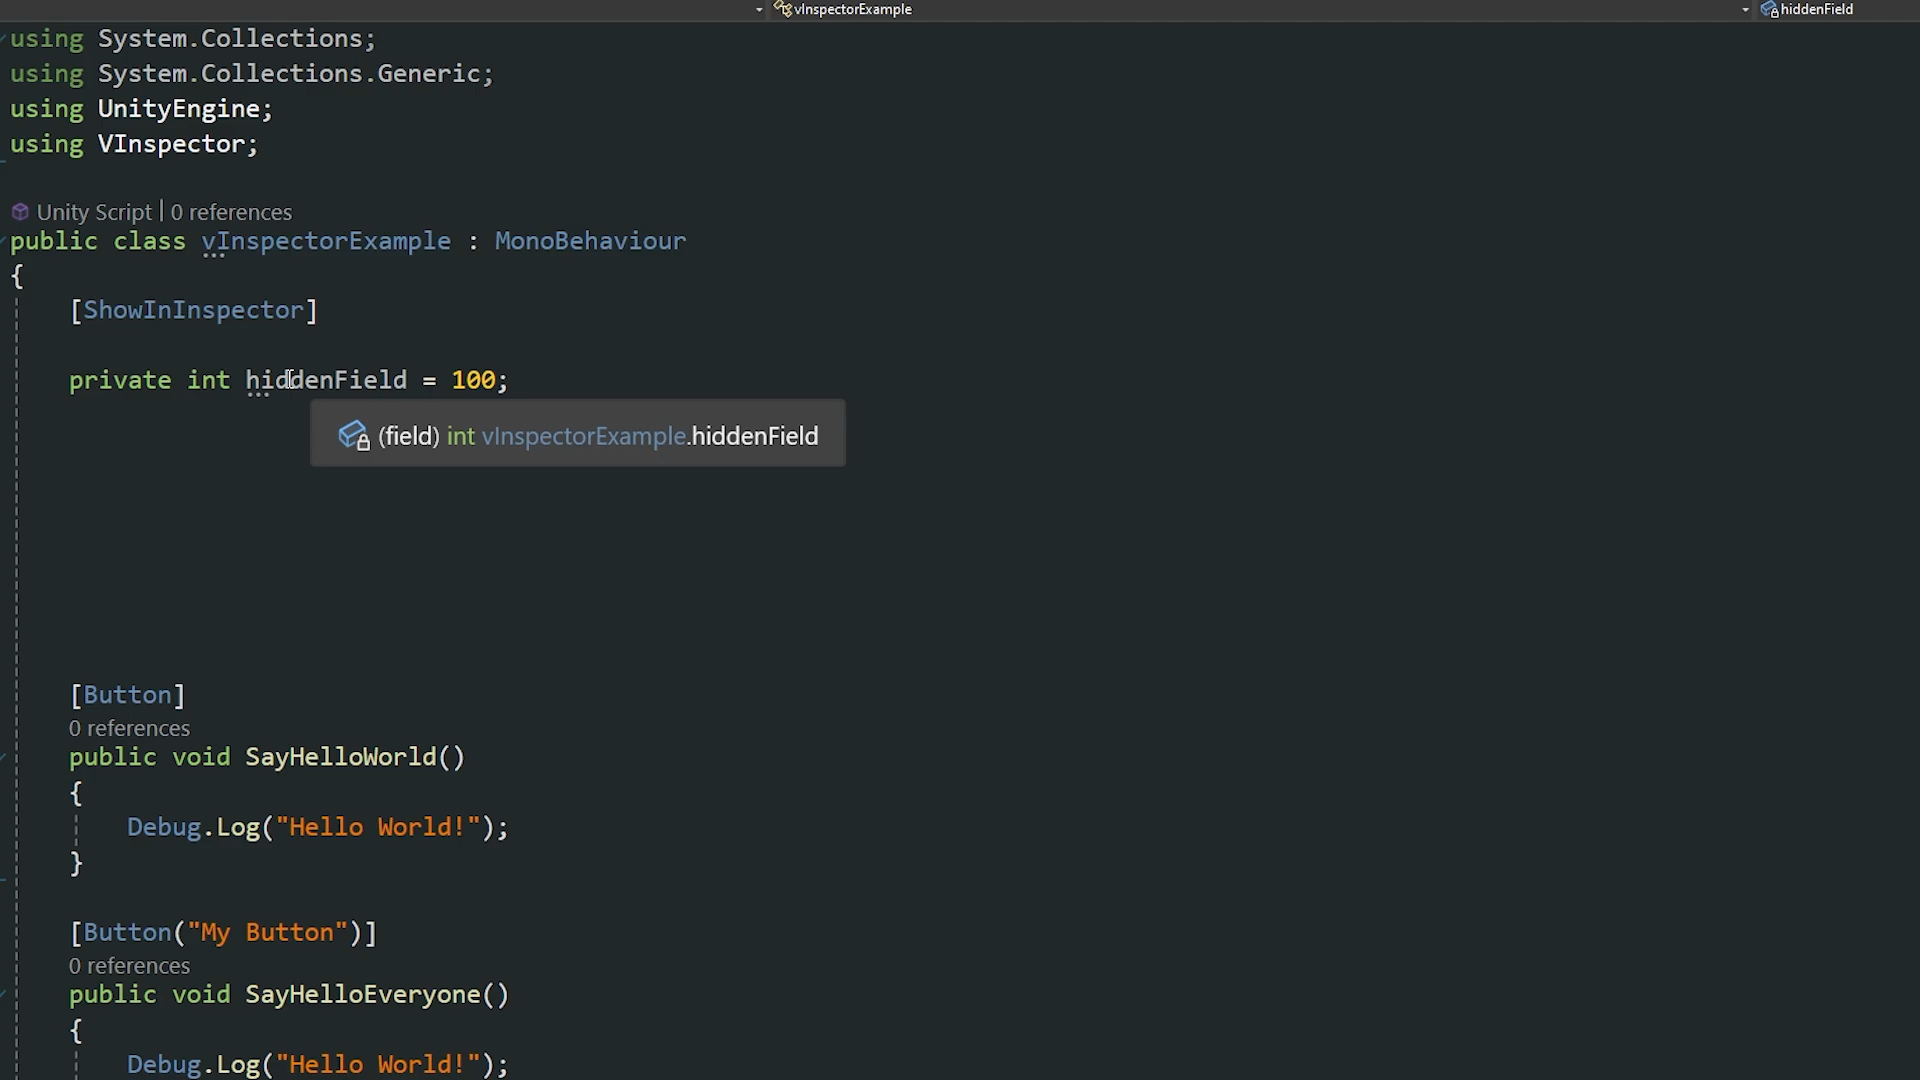 vInspectorExample
hiddenField
using System.Collections;
using System.Collections.Generic;
using UnityEngine;
using VInspector;
Unity Script | 0 references
public class vInspectorExample : MonoBehaviour
{
[ShowInInspector]
private int hiddenField = 100;
(field) int vInspectorExample.hiddenField
[Button]
0 references
public void SayHelloWorld()
{
Debug.Log("Hello World!");
}
[Button("My Button")]
0 references
public void SayHelloEveryone()
{
Debug.Log("Hello World!");